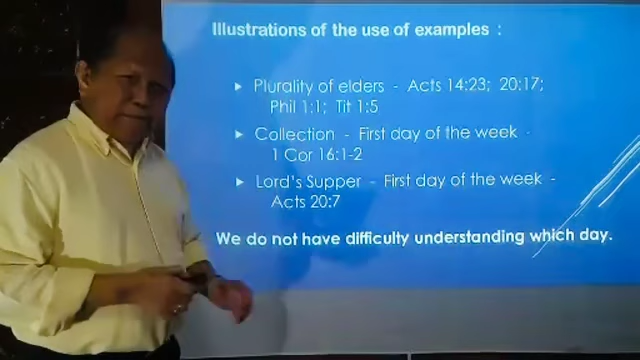 Illustrations of the use of examples :
Plurality of elders - Acts 14:23; 20:17;
Phil 1:1; Tit 1:5
Collection - First day of the week -
1 Cor 16:1-2
Lord's Supper - First day of the week -
Acts 20:7
We do not have difficulty understanding which day.